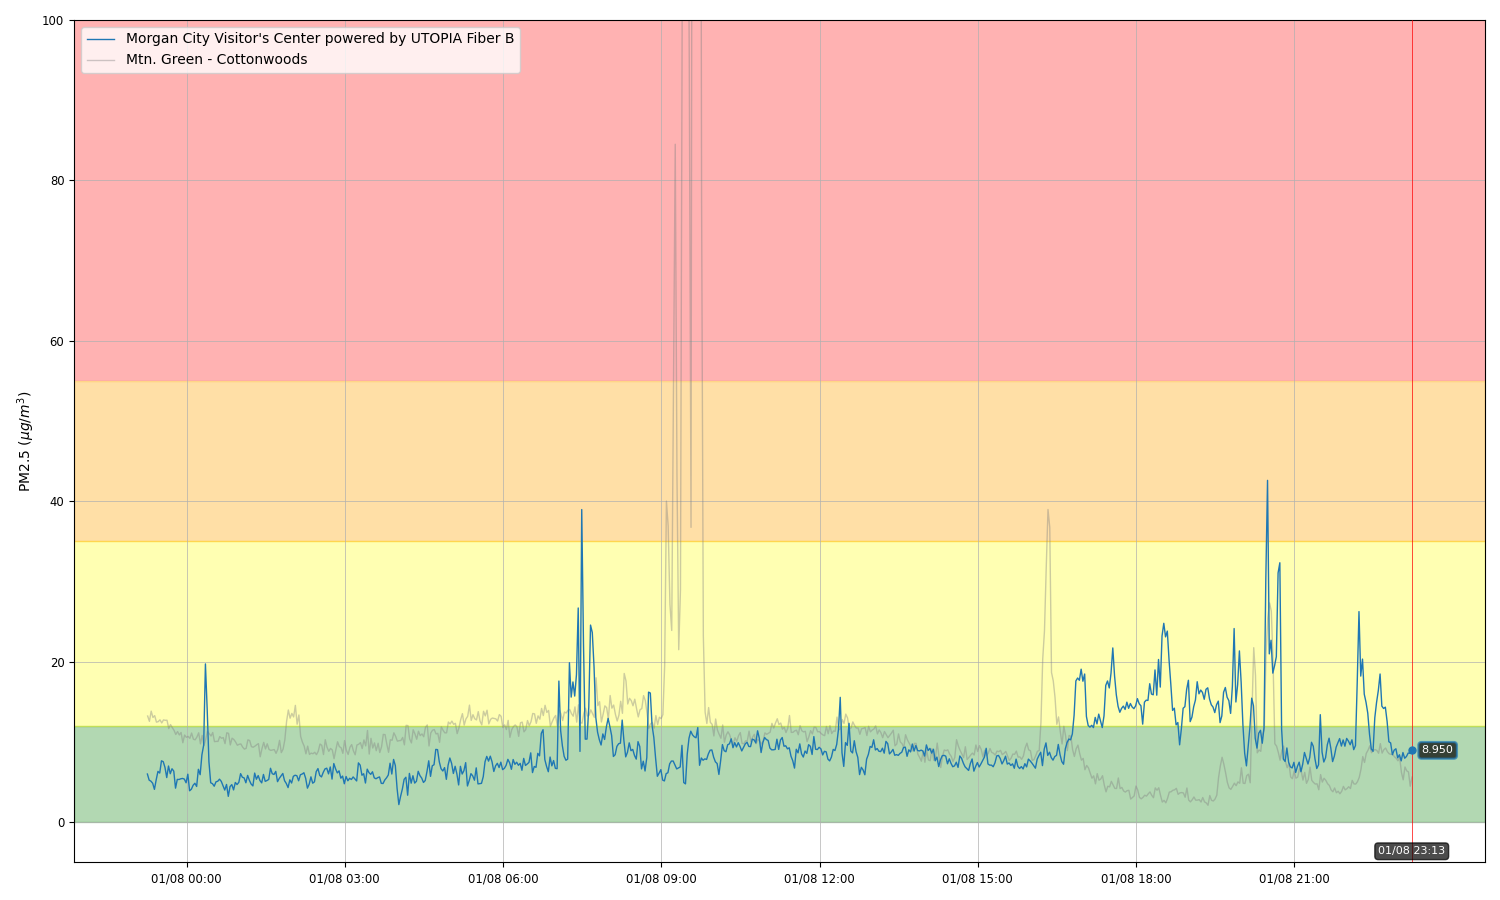 Morgan City Visitor's Center powered by UTOPIA Fiber B
Mtn. Green - Cottonwoods
100
80
60
40
20
0
PM2.5 (µg/m³)
8.950
01/08 23:13
01/08 00:00 01/08 03:00 01/08 06:00 01/08 09:00 01/08 12:00 01/08 15:00 01/08 18:00 01/08 21:00